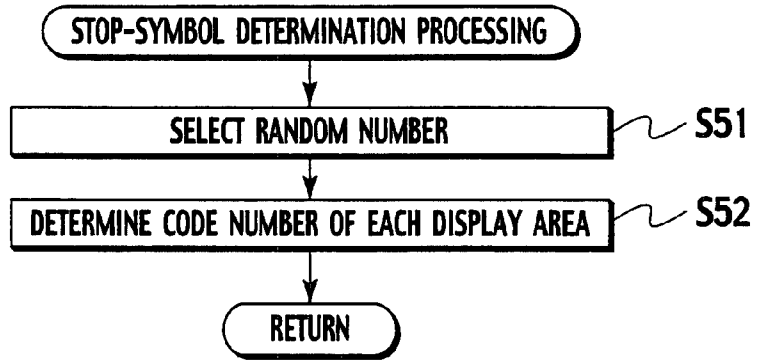 STOP-SYMBOL DETERMINATION PROCESSING
SELECT RANDOM NUMBER
S51
DETERMINE CODE NUMBER OF EACH DISPLAY AREA
S52
RETURN